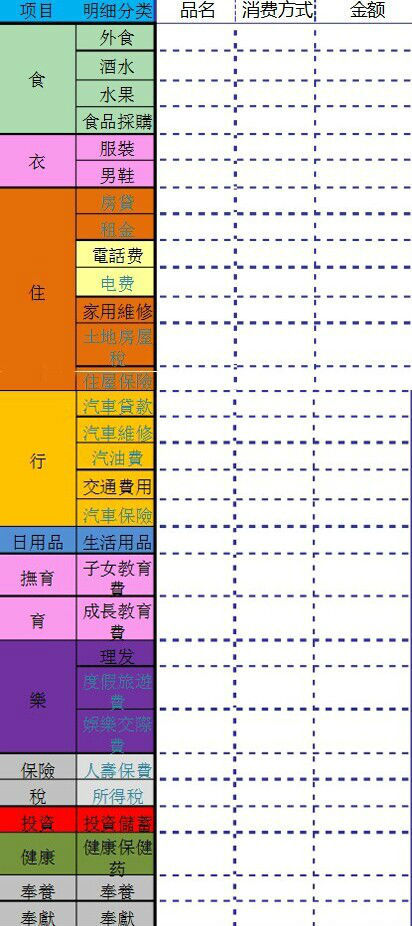 项目 明细分类 品名 消费方式 金额
食 外食
酒水
水果
食品採購
衣 服裝
男鞋
住 房貸
租金
電話费
电费
家用維修
土地房屋
稅
住屋保險
行 汽車貸款
汽車維修
汽油費
交通費用
汽車保險
日用品 生活用品
撫育 子女教育
費
育 成長教育
費
樂 理发
度假旅遊
費
娛樂交際
費
保險 人壽保費
稅 所得稅
投資 投資儲蓄
健康 健康保健
药
奉養 奉養
奉獻 奉獻